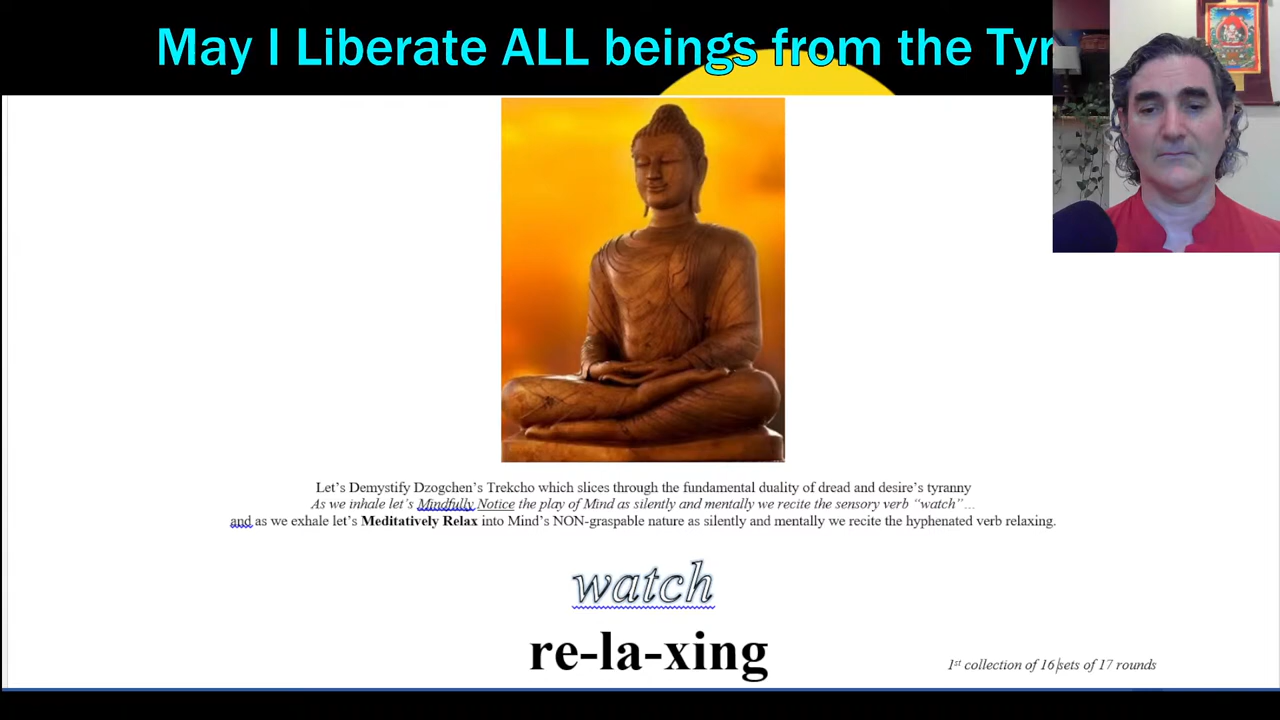 May I Liberate ALL beings from the Tyr
Let's Demystify Dzogchen's Trekcho which slices through the fundamental duality of dread and desire's tyranny
As we inhale let's Mindfully Notice the play of Mind as silently and mentally we recite the sensory verb “watch”...
and as we exhale let's Meditatively Relax into Mind's NON-graspable nature as silently and mentally we recite the hyphenated verb relaxing.
watch
re-la-xing
1st collection of 16 sets of 17 rounds